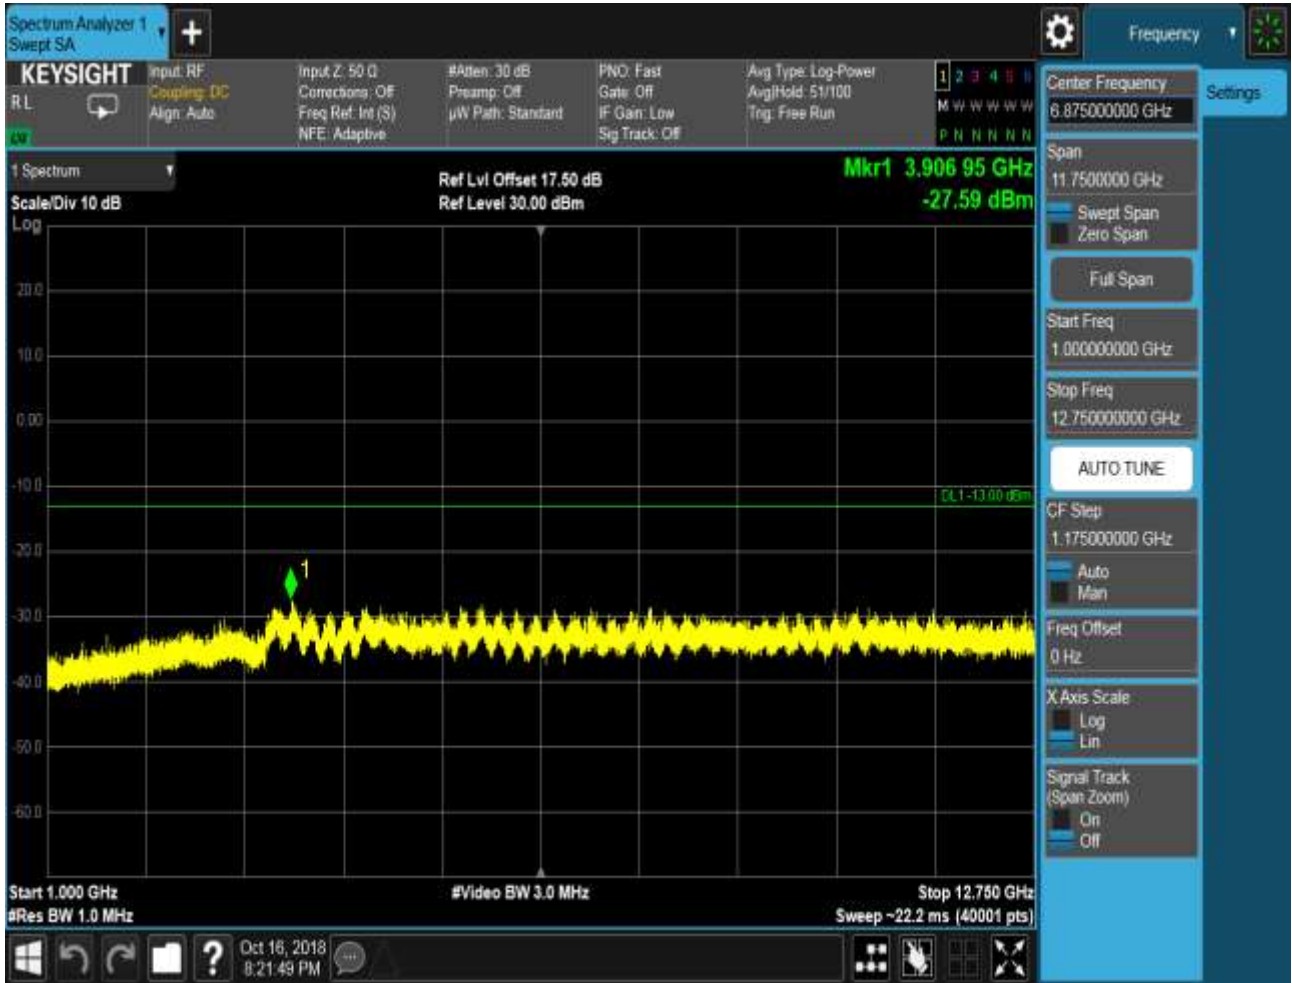 Spectrum Analyzer 1
Swept SA
Frequency
KEYSIGHT
R L
Input: RF
Coupling: DC
Align: Auto
Input Z: 50 Ω
Corrections: Off
Freq Ref: Int (S)
NFE: Adaptive
#Atten: 30 dB
Preamp: Off
µW Path: Standard
PNO: Fast
Gate: Off
IF Gain: Low
Sig Track: Off
Avg Type: Log-Power
Avg|Hold: 51/100
Trig: Free Run
1 2 3 4 5 6
M W W W W W
P N N N N N
1 Spectrum
Scale/Div 10 dB
Ref Lvl Offset 17.50 dB
Ref Level 30.00 dBm
Mkr1 3.906 95 GHz
-27.59 dBm
Log
20.0
10.0
0.00
-10.0
-20.0
-30.0
-40.0
-50.0
-60.0
DL1 -13.00 dBm
1
Start 1.000 GHz
#Res BW 1.0 MHz
#Video BW 3.0 MHz
Stop 12.750 GHz
Sweep ~22.2 ms (40001 pts)
Oct 16, 2018
8:21:49 PM
Center Frequency
6.875000000 GHz
Settings
Span
11.7500000 GHz
Swept Span
Zero Span
Full Span
Start Freq
1.000000000 GHz
Stop Freq
12.750000000 GHz
AUTO TUNE
CF Step
1.175000000 GHz
Auto
Man
Freq Offset
0 Hz
X Axis Scale
Log
Lin
Signal Track
(Span Zoom)
On
Off